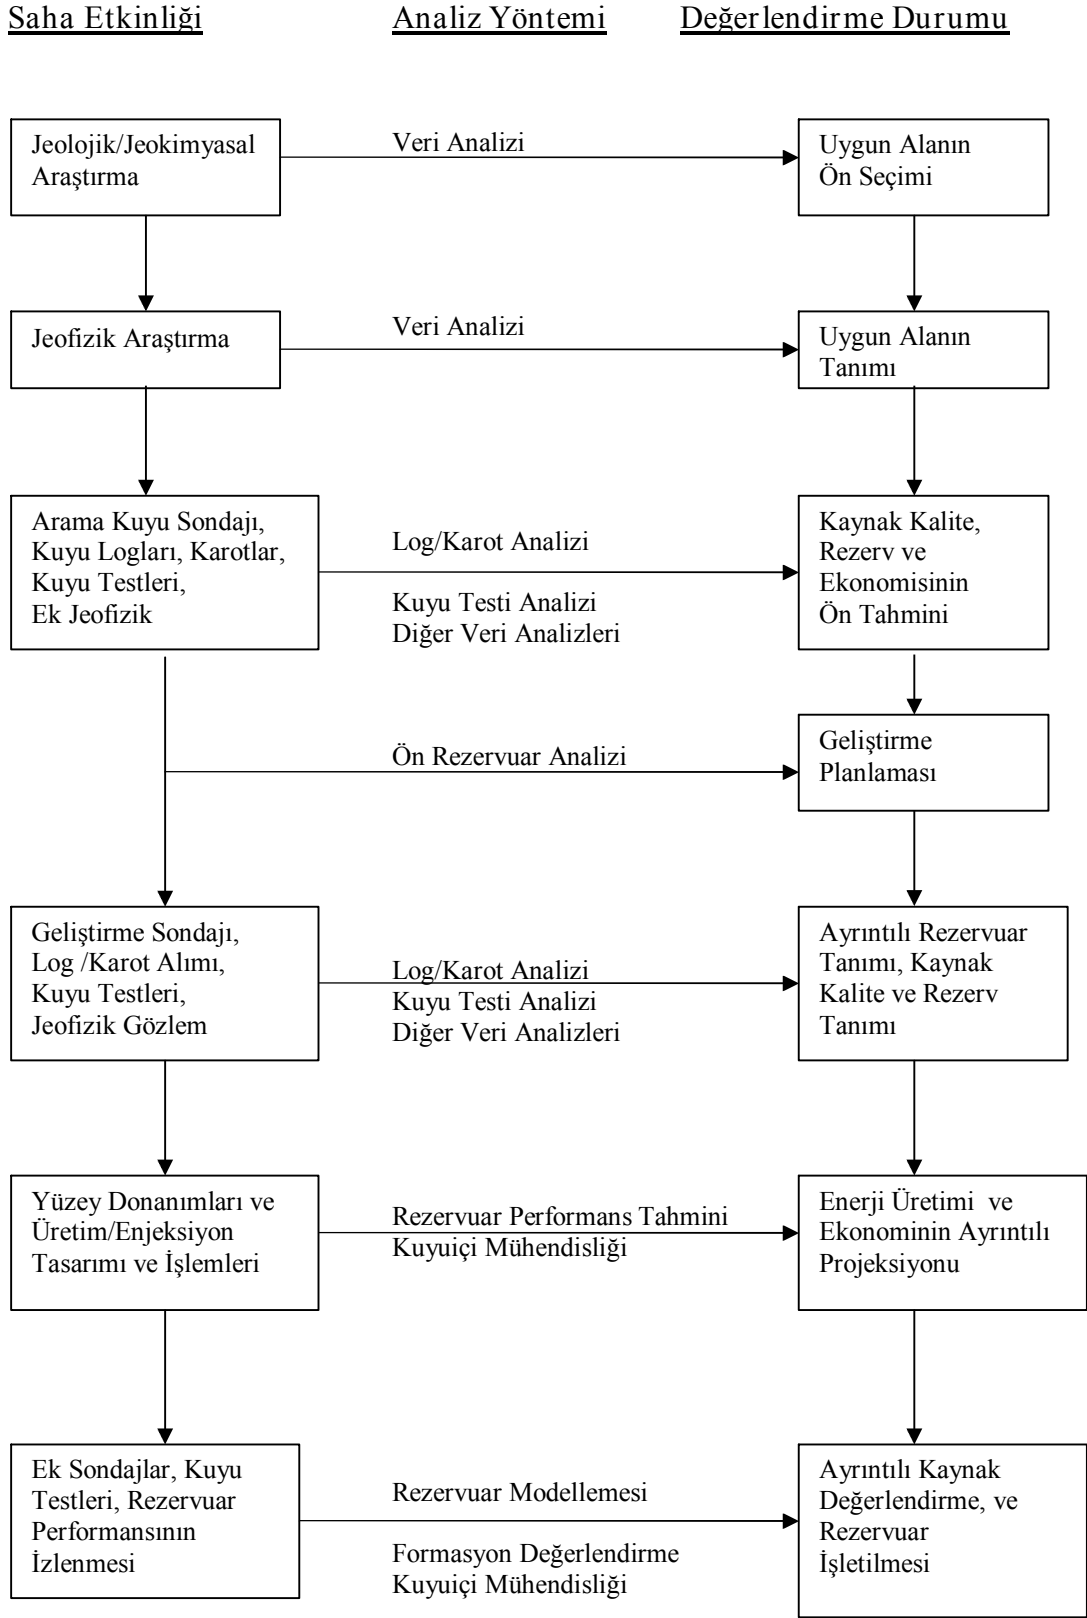 Saha Etkinliği
Analiz Yöntemi
Değerlendirme Durumu
Jeolojik/Jeokimyasal
Araştırma
Veri Analizi
Uygun Alanın
Ön Seçimi
Jeofizik Araştırma
Veri Analizi
Uygun Alanın
Tanımı
Arama Kuyu Sondajı,
Kuyu Logları, Karotlar,
Kuyu Testleri,
Ek Jeofizik
Log/Karot Analizi
Kuyu Testi Analizi
Diğer Veri Analizleri
Kaynak Kalite,
Rezerv ve
Ekonomisinin
Ön Tahmini
Ön Rezervuar Analizi
Geliştirme
Planlaması
Geliştirme Sondajı,
Log /Karot Alımı,
Kuyu Testleri,
Jeofizik Gözlem
Log/Karot Analizi
Kuyu Testi Analizi
Diğer Veri Analizleri
Ayrıntılı Rezervuar
Tanımı, Kaynak
Kalite ve Rezerv
Tanımı
Yüzey Donanımları ve
Üretim/Enjeksiyon
Tasarımı ve İşlemleri
Rezervuar Performans Tahmini
Kuyuiçi Mühendisliği
Enerji Üretimi ve
Ekonominin Ayrıntılı
Projeksiyonu
Ek Sondajlar, Kuyu
Testleri, Rezervuar
Performansının
İzlenmesi
Rezervuar Modellemesi
Formasyon Değerlendirme
Kuyuiçi Mühendisliği
Ayrıntılı Kaynak
Değerlendirme, ve
Rezervuar
İşletilmesi